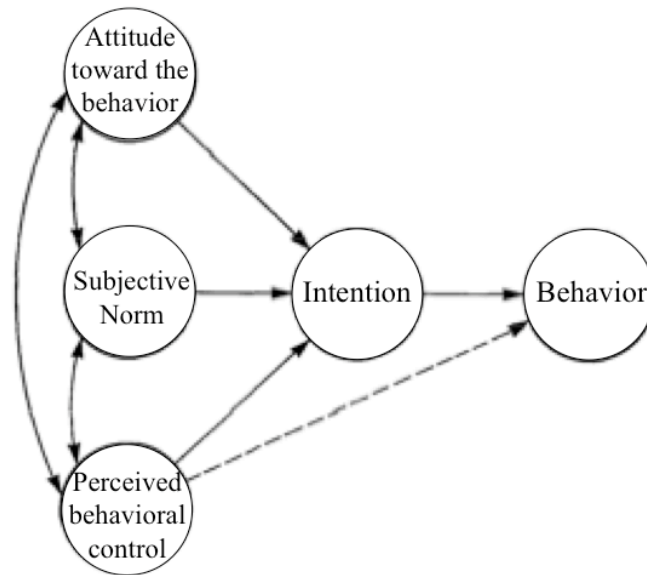 Attitude
toward the
behavior
Subjective
Norm
Intention
Behavior
Perceived
behavioral
control